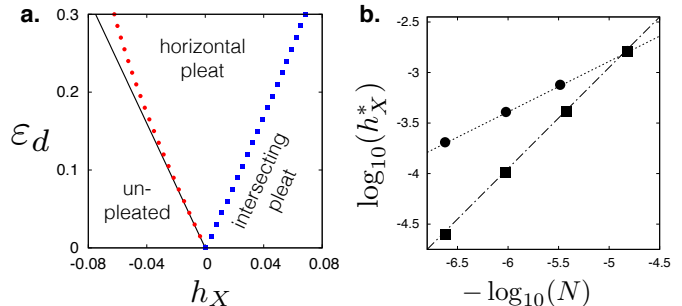 a.
0.3
0.2
0.1
0
ε_d
horizontal
pleat
un-
pleated
intersecting
pleat
-0.08
-0.04
0
0.04
0.08
h_X
b.
-2.5
-3
-3.5
-4
-4.5
log₁₀(h*_X)
-6.5
-6
-5.5
-5
-4.5
− log₁₀(N)